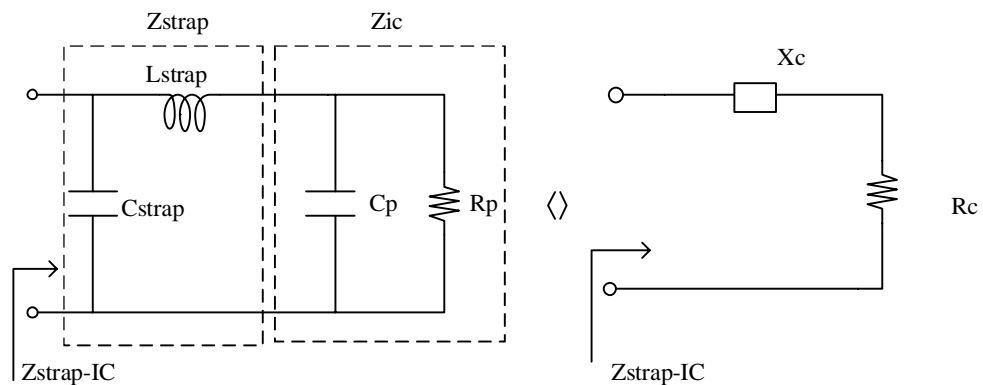 Zstrap
Zic
Lstrap
Xc
Cstrap
Cp
Rp
Rc
Zstrap-IC
Zstrap-IC